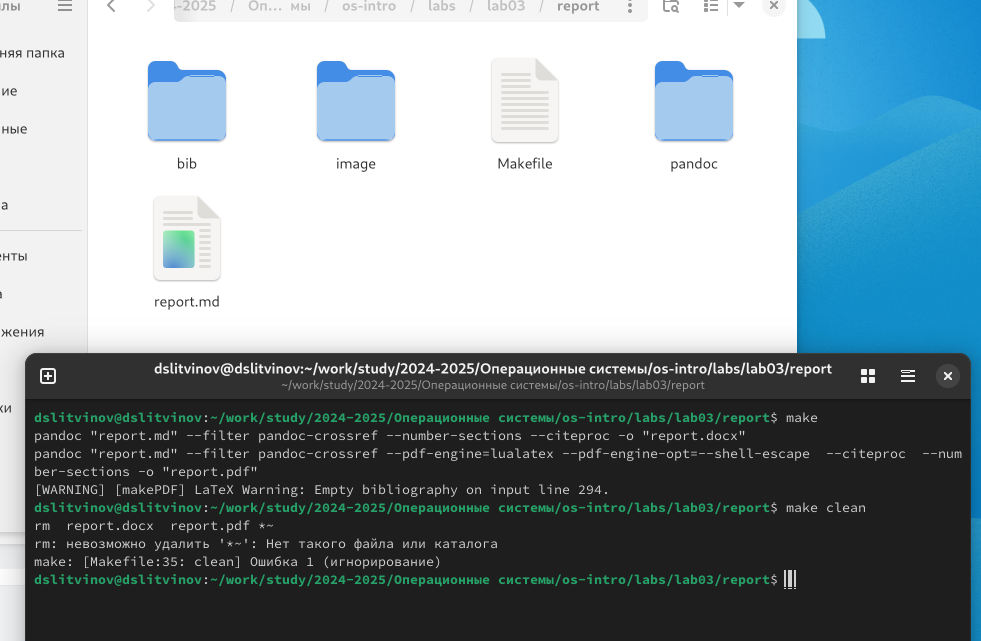 -2025 / Оп… мы / os-intro / labs / lab03 / report
лы
няя папка
ие
ные
а
нты
а
жения
ки
bib
image
Makefile
pandoc
report.md
dslitvinov@dslitvinov:~/work/study/2024-2025/Операционные системы/os-intro/labs/lab03/report
~/work/study/2024-2025/Операционные системы/os-intro/labs/lab03/report
dslitvinov@dslitvinov:~/work/study/2024-2025/Операционные системы/os-intro/labs/lab03/report$ make
pandoc "report.md" --filter pandoc-crossref --number-sections --citeproc -o "report.docx"
pandoc "report.md" --filter pandoc-crossref --pdf-engine=lualatex --pdf-engine-opt=--shell-escape  --citeproc  --num
ber-sections -o "report.pdf"
[WARNING] [makePDF] LaTeX Warning: Empty bibliography on input line 294.
dslitvinov@dslitvinov:~/work/study/2024-2025/Операционные системы/os-intro/labs/lab03/report$ make clean
rm  report.docx  report.pdf *~
rm: невозможно удалить '*~': Нет такого файла или каталога
make: [Makefile:35: clean] Ошибка 1 (игнорирование)
dslitvinov@dslitvinov:~/work/study/2024-2025/Операционные системы/os-intro/labs/lab03/report$